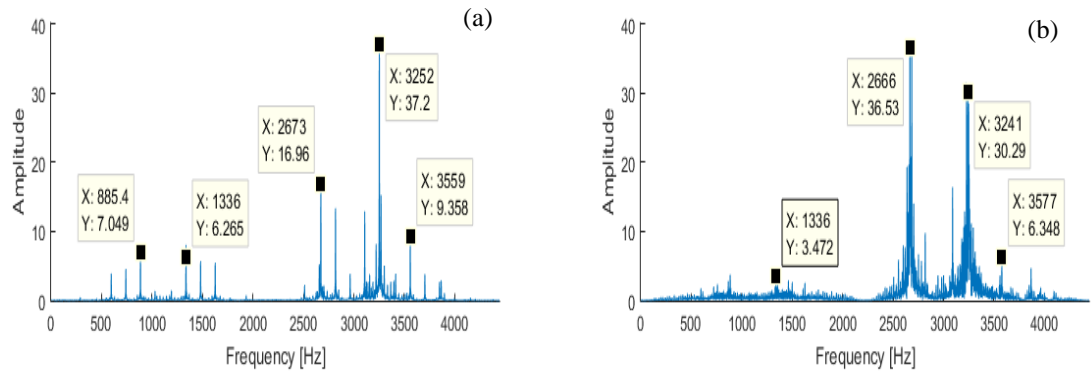 (a)
Amplitude
40
30
20
10
0
X: 885.4
Y: 7.049
X: 1336
Y: 6.265
X: 2673
Y: 16.96
X: 3252
Y: 37.2
X: 3559
Y: 9.358
0 500 1000 1500 2000 2500 3000 3500 4000
Frequency [Hz]
(b)
Amplitude
40
30
20
10
0
X: 1336
Y: 3.472
X: 2666
Y: 36.53
X: 3241
Y: 30.29
X: 3577
Y: 6.348
0 500 1000 1500 2000 2500 3000 3500 4000
Frequency [Hz]